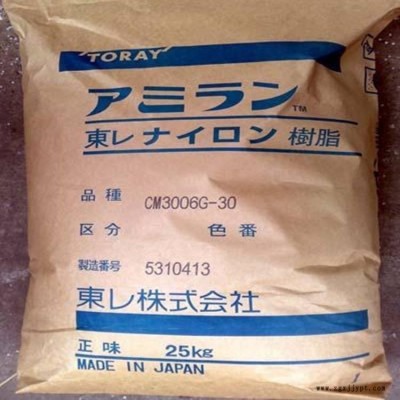 TORAY
アミラン™
東レ ナイロン 樹脂
品種 CM3006G-30
区分 色番
製造番号 5310413
東レ株式会社
正味 25kg
MADE IN JAPAN